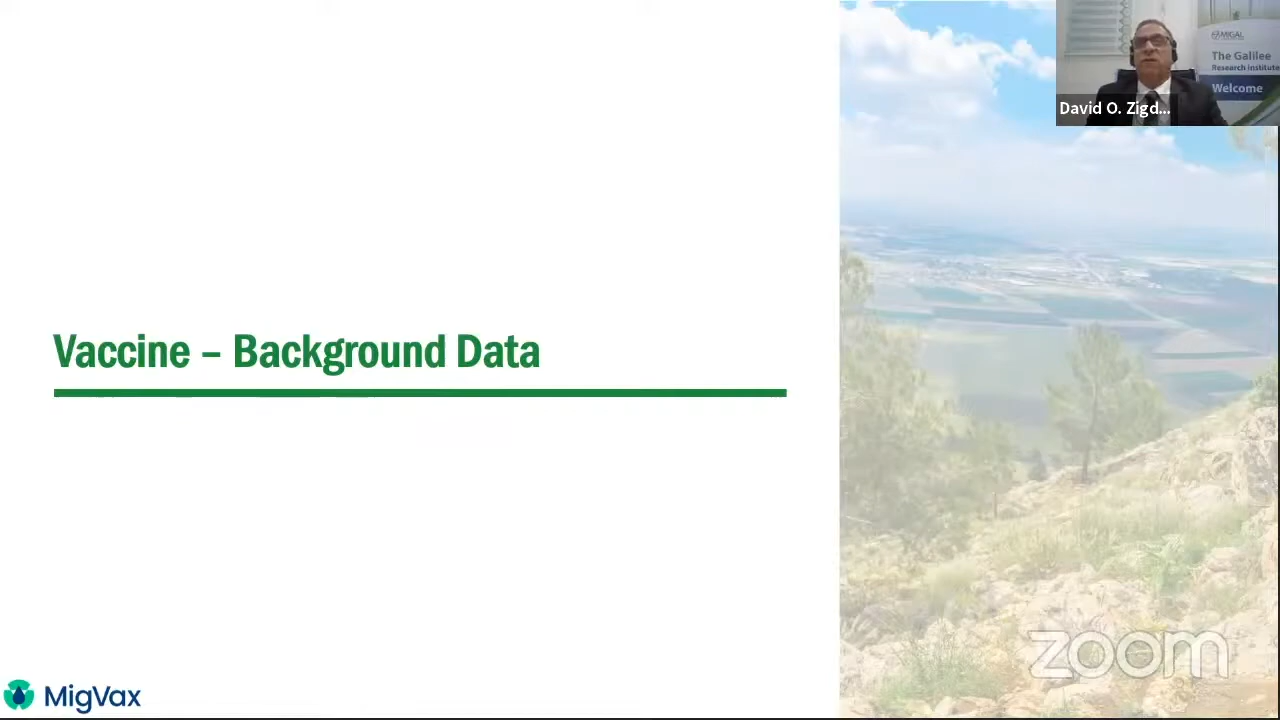 MIGAL
The Galilee
Research institute
Welcome
David O. Zigd...
Vaccine – Background Data
zoom
MigVax